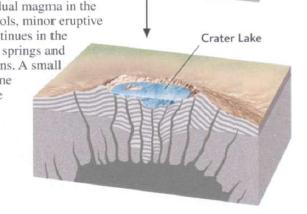 dual magma in the
ols, minor eruptive
tinues in the
springs and
ns. A small
ne
Crater Lake